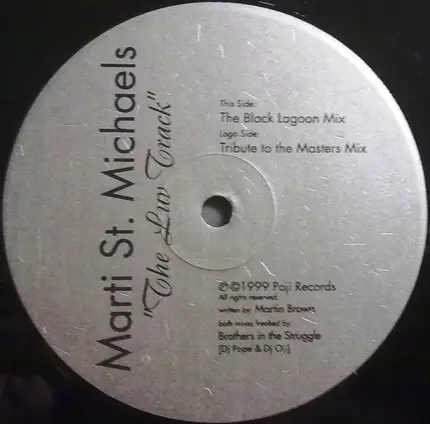 Marti St. Michaels
"The Luv Track"
This Side:
The Black Lagoon Mix
Logo Side:
Tribute to the Masters Mix
℗©1999 Poji Records
All rights reserved
written by: Martin Brown
both mixes freaked by:
Brothers in the Struggle
[Dj Pope & Dj Oji]